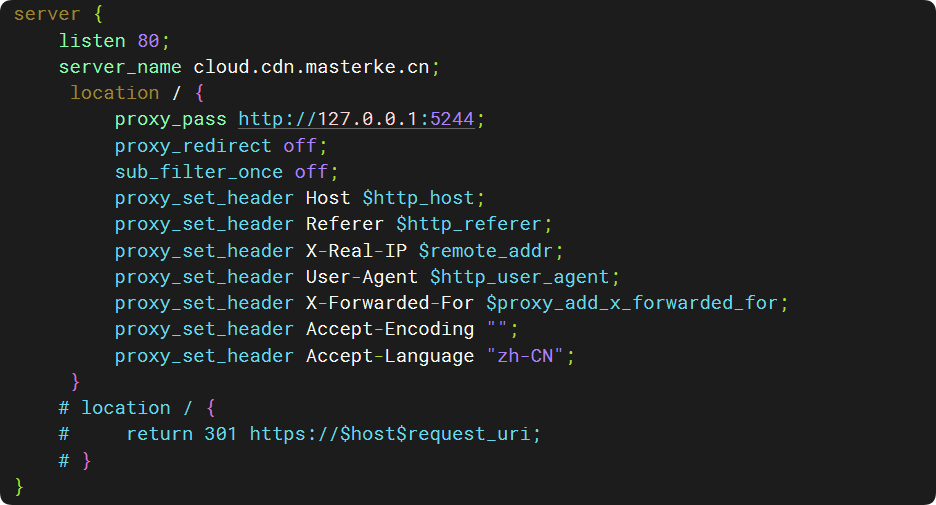 server {
    listen 80;
    server_name cloud.cdn.masterke.cn;
     location / {
         proxy_pass http://127.0.0.1:5244;
         proxy_redirect off;
         sub_filter_once off;
         proxy_set_header Host $http_host;
         proxy_set_header Referer $http_referer;
         proxy_set_header X-Real-IP $remote_addr;
         proxy_set_header User-Agent $http_user_agent;
         proxy_set_header X-Forwarded-For $proxy_add_x_forwarded_for;
         proxy_set_header Accept-Encoding "";
         proxy_set_header Accept-Language "zh-CN";
     }
    # location / {
    #     return 301 https://$host$request_uri;
    # }
}